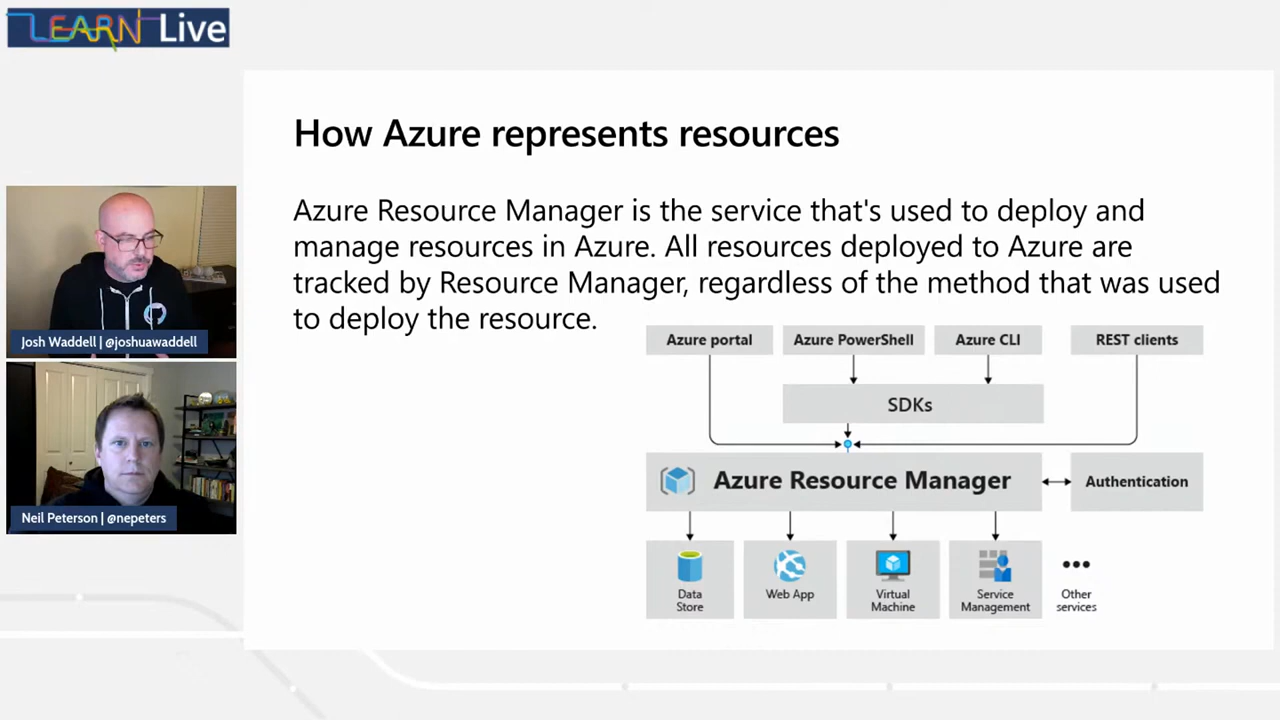 LEARN Live
How Azure represents resources
Azure Resource Manager is the service that's used to deploy and
manage resources in Azure. All resources deployed to Azure are
tracked by Resource Manager, regardless of the method that was used
to deploy the resource.
Azure portal
Azure PowerShell
Azure CLI
REST clients
SDKs
Azure Resource Manager
Authentication
Data
Store
Web App
Virtual
Machine
Service
Management
Other
services
Josh Waddell | @joshuawaddell
Neil Peterson | @nepeters